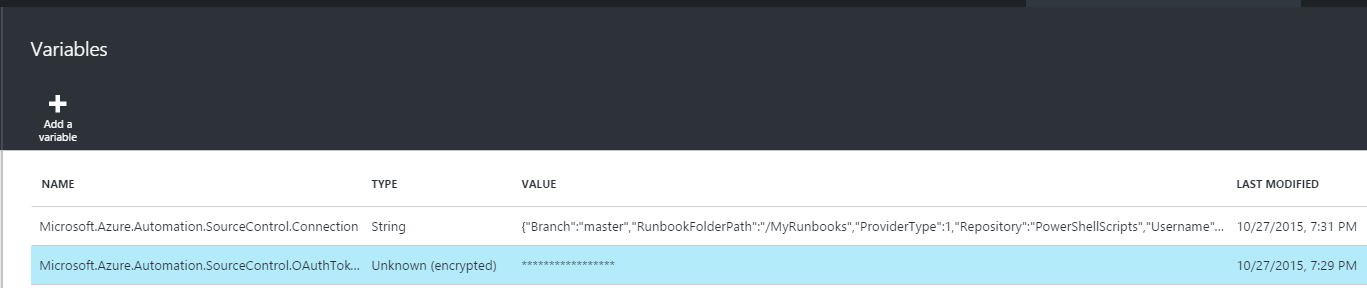 Variables
Add a
variable
NAME TYPE VALUE LAST MODIFIED
Microsoft.Azure.Automation.SourceControl.Connection String {"Branch":"master","RunbookFolderPath":"/MyRunbooks","ProviderType":1,"Repository":"PowerShellScripts","Username"... 10/27/2015, 7:31 PM
Microsoft.Azure.Automation.SourceControl.OAuthTok... Unknown (encrypted) ***************** 10/27/2015, 7:29 PM